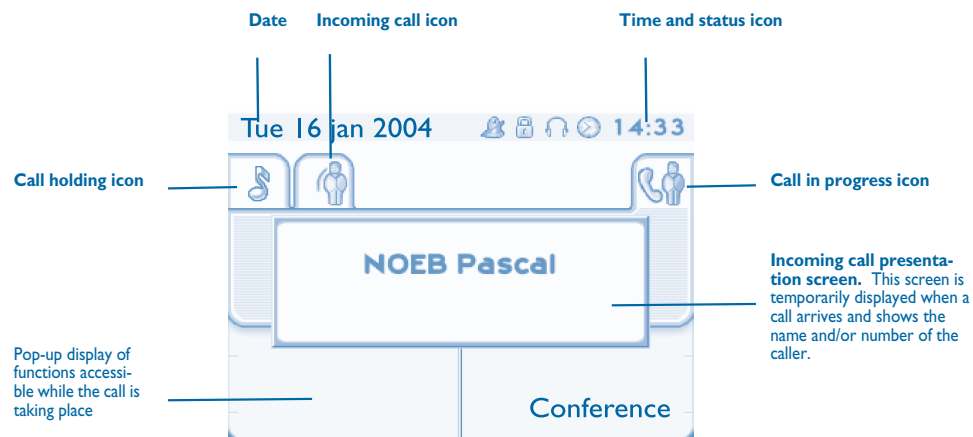 Date
Incoming call icon
Time and status icon
Tue 16 jan 2004
14:33
Call holding icon
Call in progress icon
NOEB Pascal
Incoming call presenta-
tion screen. This screen is
temporarily displayed when a
call arrives and shows the
name and/or number of the
caller.
Pop-up display of
functions accessi-
ble while the call is
taking place
Conference